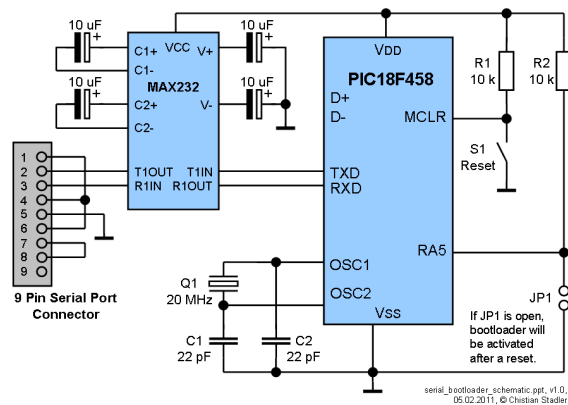 10 uF
+
10 uF
+
C1+
C1-
C2+
C2-
VCC
V+
V-
MAX232
T1OUT
T1IN
R1IN
R1OUT
10 uF
+
10 uF
+
VDD
PIC18F458
D+
D-
MCLR
TXD
RXD
OSC1
OSC2
RA5
VSS
R1
10 k
R2
10 k
S1
Reset
1
2
3
4
5
6
7
8
9
9 Pin Serial Port
Connector
Q1
20 MHz
C1
22 pF
C2
22 pF
JP1
If JP1 is open,
bootloader will
be activated
after a reset.
serial_bootloader_schematic.ppt, v1.0,
05.02.2011, © Christian Stadler